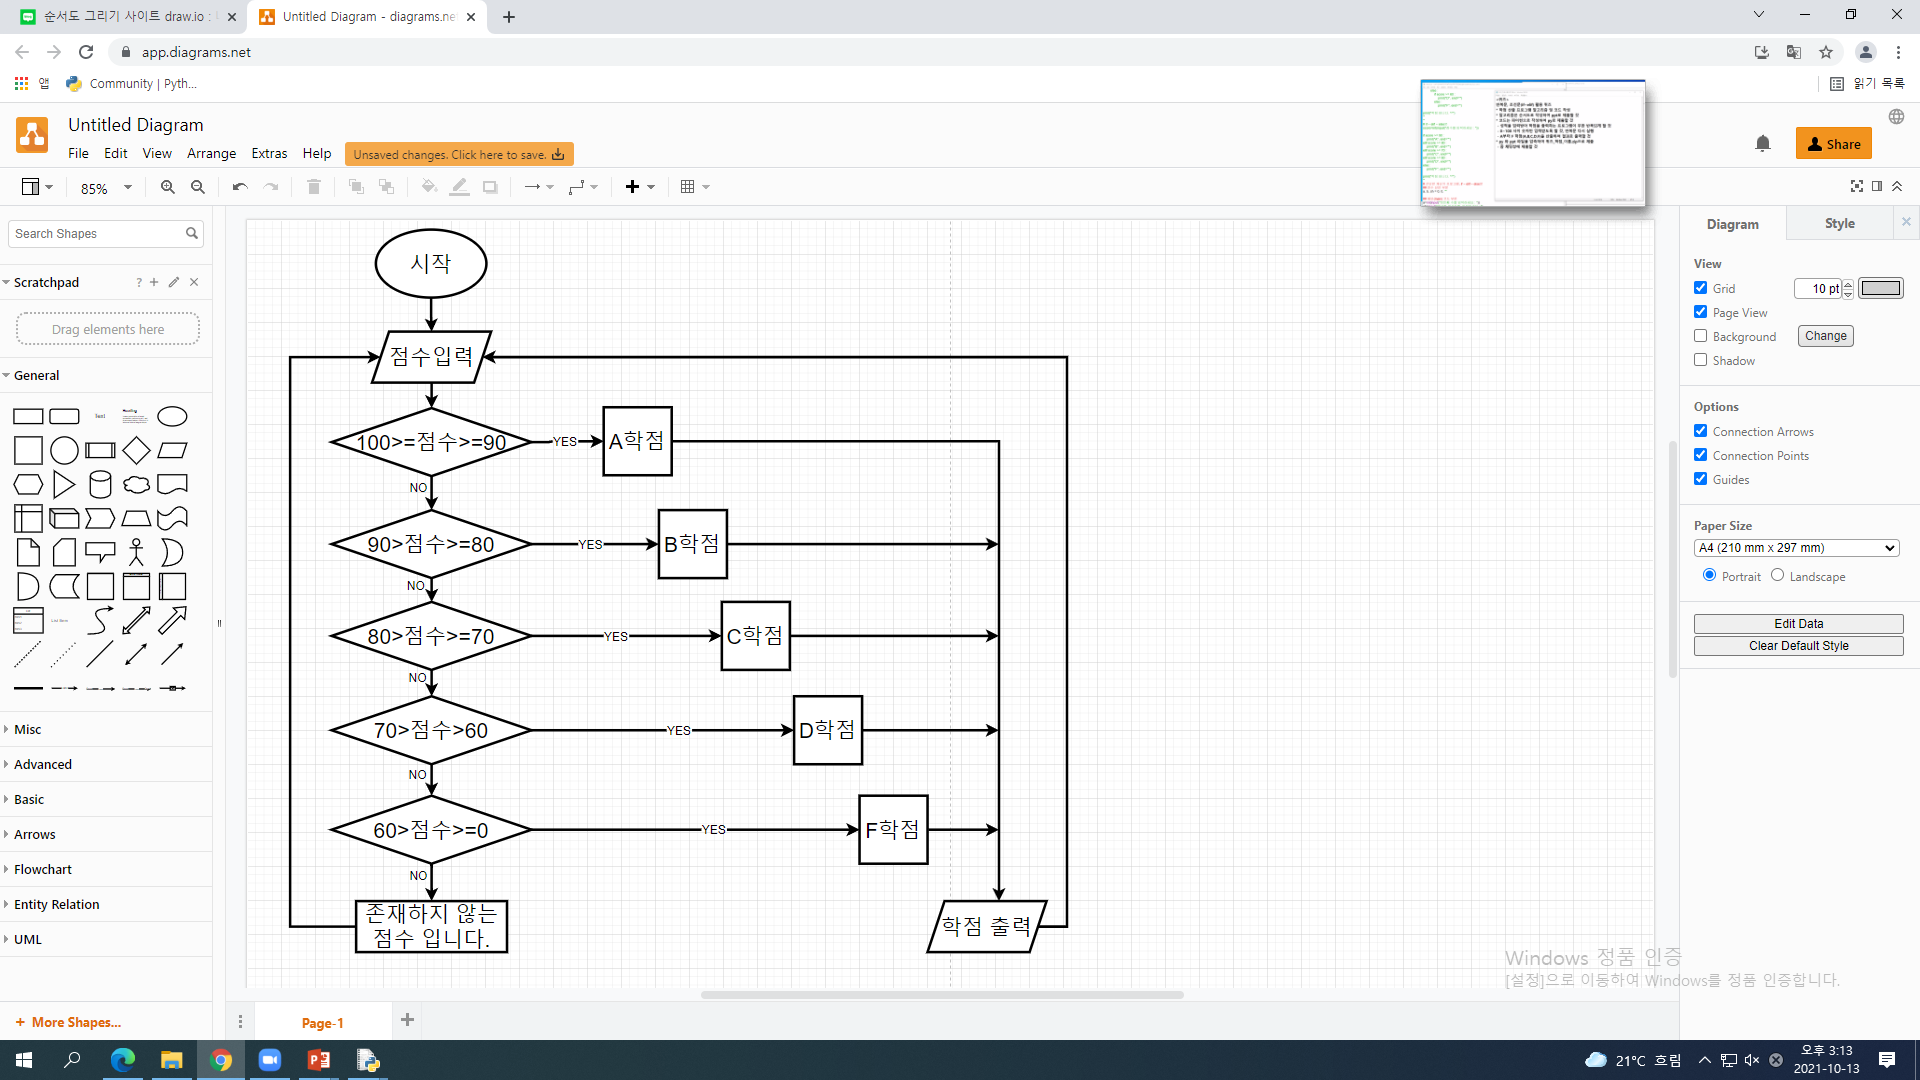 순서도 그리기 사이트 draw.io :
Untitled Diagram - diagrams.ne
app.diagrams.net
앱
Community | Pyth...
읽기 목록
Untitled Diagram
File Edit View Arrange Extras Help
Unsaved changes. Click here to save.
Share
85%
Search Shapes
Scratchpad
?
Drag elements here
General
Text
Heading
Misc
Advanced
Basic
Arrows
Flowchart
Entity Relation
UML
+ More Shapes...
시작
점수입력
100>=점수>=90
YES
A학점
NO
90>점수>=80
YES
B학점
NO
80>점수>=70
YES
C학점
NO
70>점수>60
YES
D학점
NO
60>점수>=0
YES
F학점
NO
존재하지 않는
점수 입니다.
학점 출력
Page-1
Diagram
Style
View
Grid
10 pt
Page View
Background
Change
Shadow
Options
Connection Arrows
Connection Points
Guides
Paper Size
A4 (210 mm x 297 mm)
Portrait
Landscape
Edit Data
Clear Default Style
Windows 정품 인증
[설정]으로 이동하여 Windows를 정품 인증합니다.
21°C 흐림
오후 3:13
2021-10-13